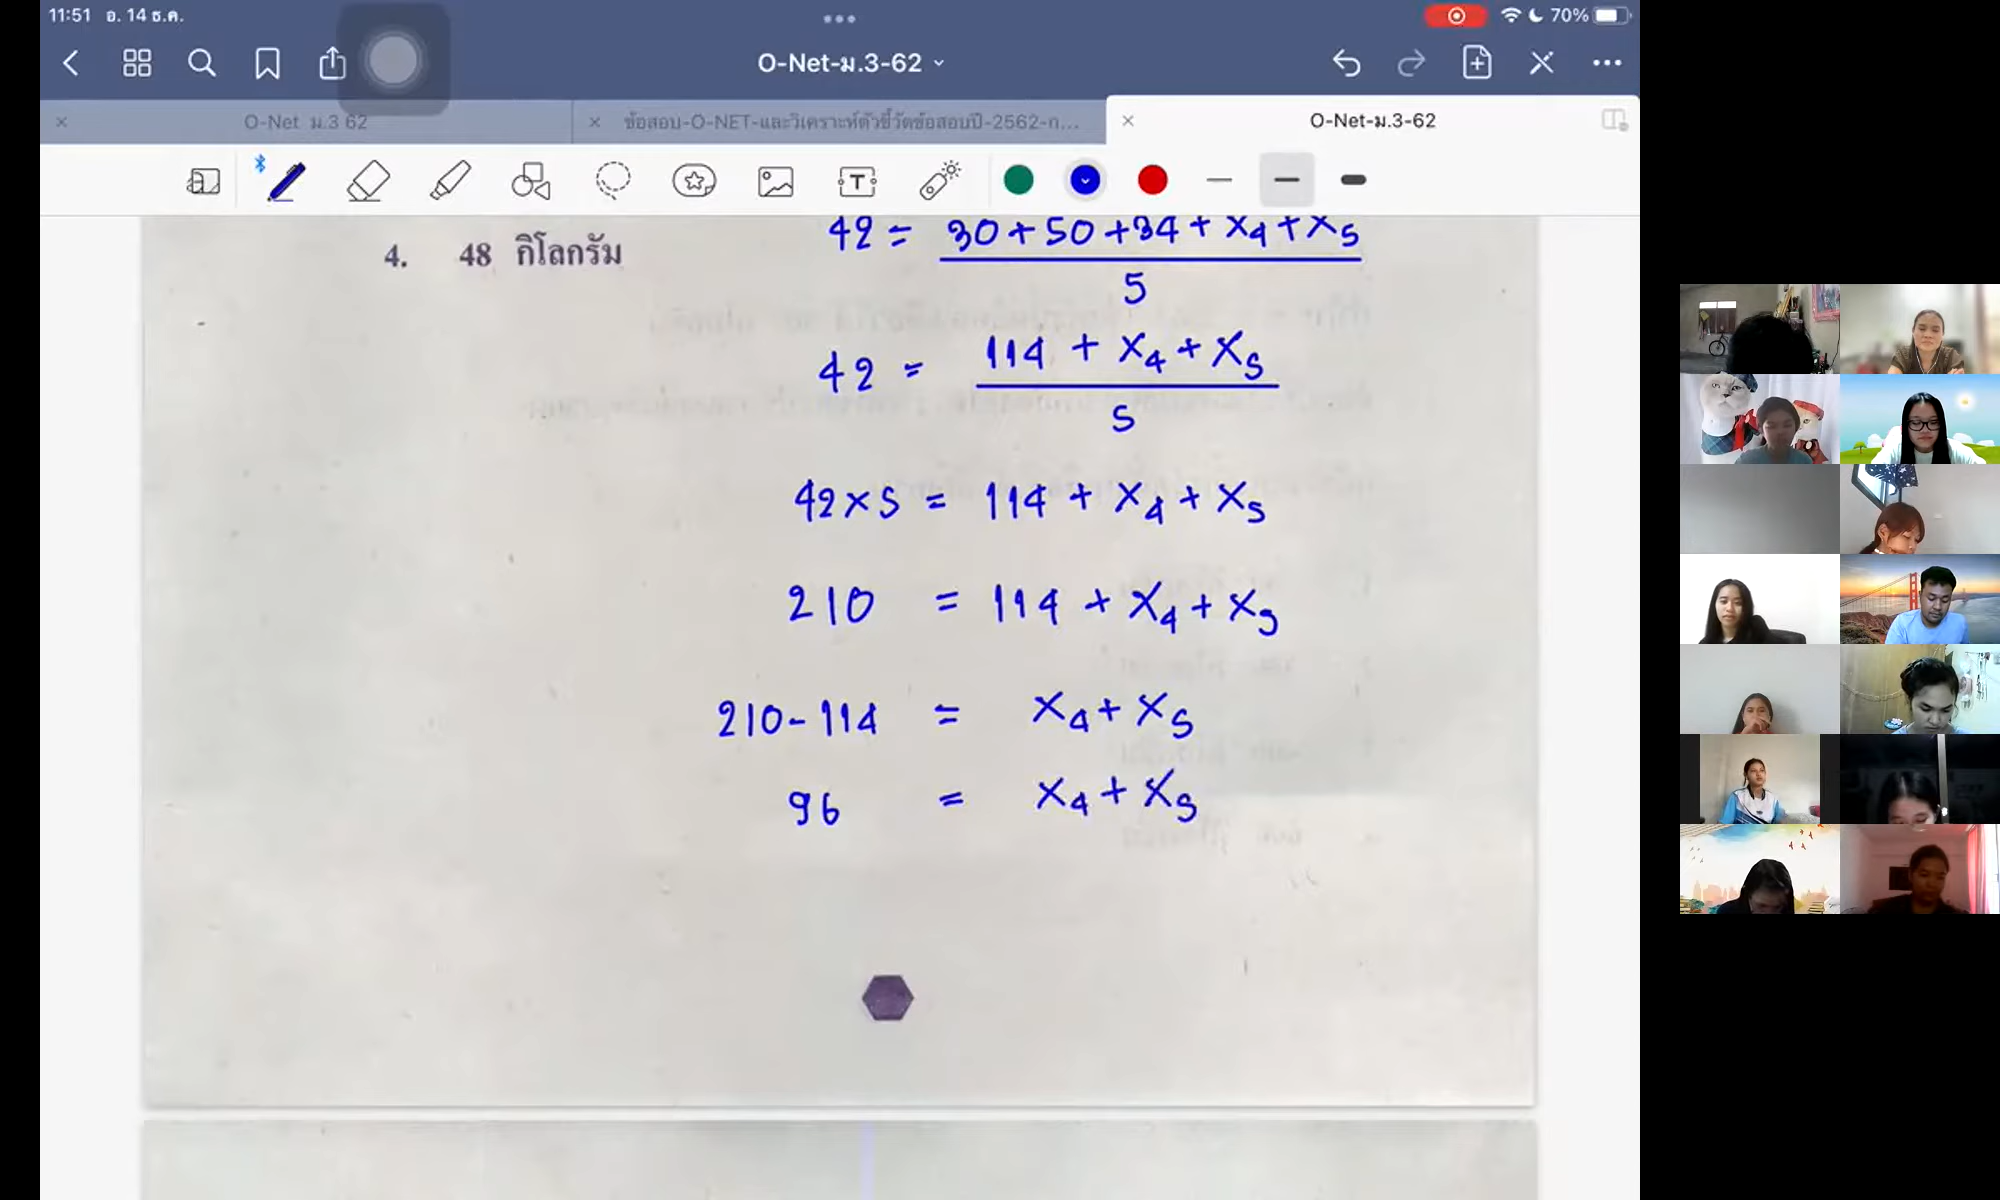 11:51 อ. 14 ธ.ค.
70%
O-Net-ม.3-62
O-Net ม.3 62
ข้อสอบ-O-NET-และวิเคราะห์ตัวชี้วัดข้อสอบปี-2562-ก...
O-Net-ม.3-62
T
4. 48 กิโลกรัม
42 = 30 + 50 + 34 + x4 + x5
5
42 = 114 + x4 + x5
5
42 x 5 = 114 + x4 + x5
210 = 114 + x4 + x5
210 - 114 = x4 + x5
96 = x4 + x5